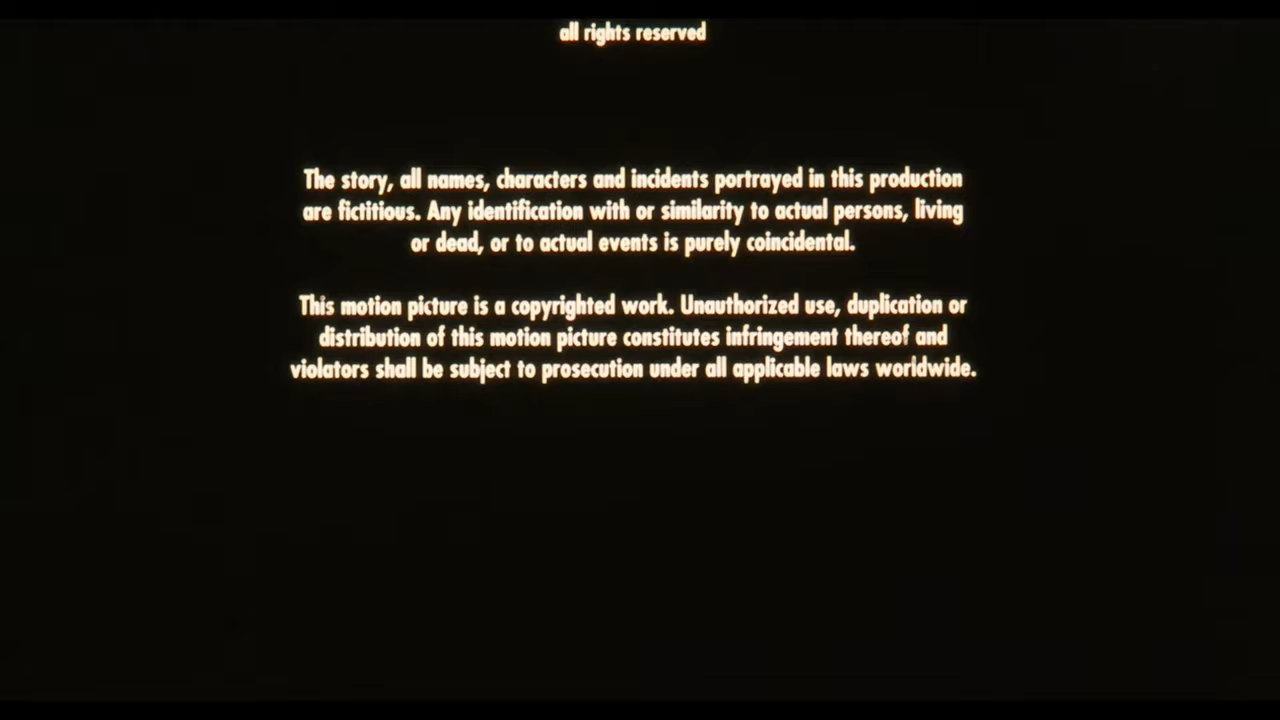 all rights reserved
The story, all names, characters and incidents portrayed in this production
are fictitious. Any identification with or similarity to actual persons, living
or dead, or to actual events is purely coincidental.
This motion picture is a copyrighted work. Unauthorized use, duplication or
distribution of this motion picture constitutes infringement thereof and
violators shall be subject to prosecution under all applicable laws worldwide.